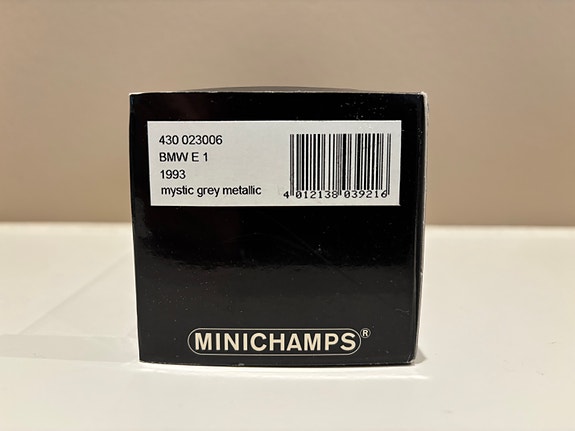 430 023006
BMW E 1
1993
mystic grey metallic
4 012138 039216
MINICHAMPS®